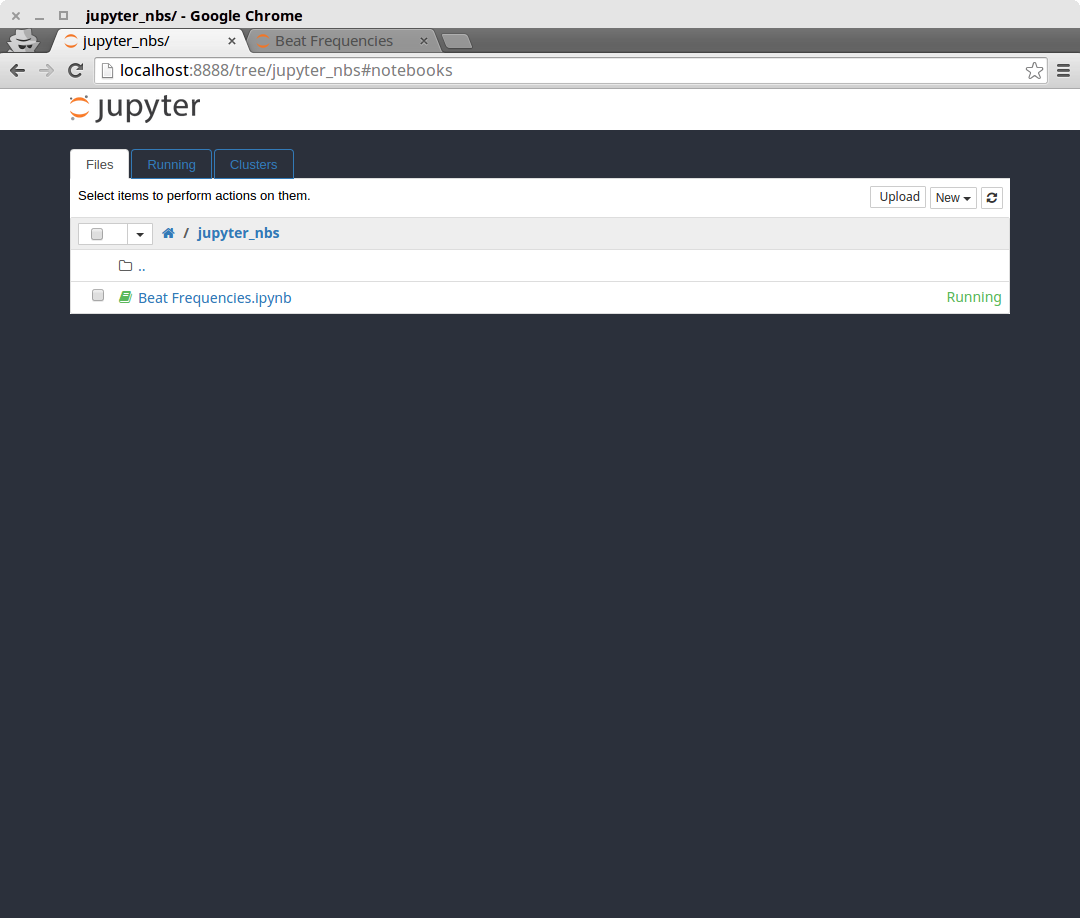 jupyter_nbs/ - Google Chrome
jupyter_nbs/ Beat Frequencies
localhost:8888/tree/jupyter_nbs#notebooks
jupyter
Files Running Clusters
Select items to perform actions on them. Upload New
/ jupyter_nbs
..
Beat Frequencies.ipynb Running